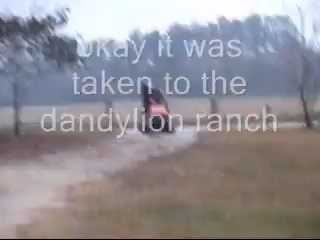 okay it was
taken to the
dandylion ranch